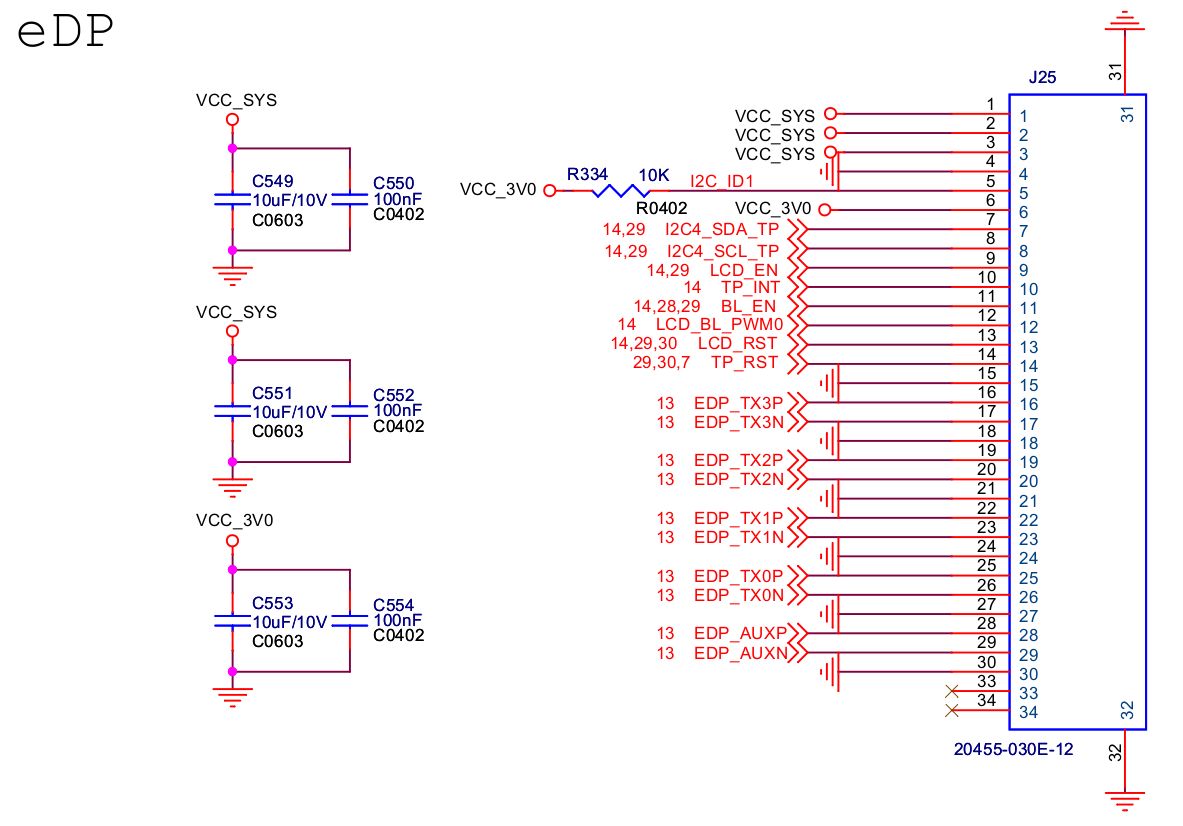 eDP
VCC_SYS
C549
10uF/10V
C0603
C550
100nF
C0402
VCC_SYS
C551
10uF/10V
C0603
C552
100nF
C0402
VCC_3V0
C553
10uF/10V
C0603
C554
100nF
C0402
VCC_3V0
R334
10K
R0402
I2C_ID1
J25
31
31
VCC_SYS 1 1
VCC_SYS 2 2
VCC_SYS 3 3
4 4
5 5
VCC_3V0 6 6
14,29 I2C4_SDA_TP 7 7
14,29 I2C4_SCL_TP 8 8
14,29 LCD_EN 9 9
14 TP_INT 10 10
14,28,29 BL_EN 11 11
14 LCD_BL_PWM0 12 12
14,29,30 LCD_RST 13 13
29,30,7 TP_RST 14 14
15 15
13 EDP_TX3P 16 16
13 EDP_TX3N 17 17
18 18
13 EDP_TX2P 19 19
13 EDP_TX2N 20 20
21 21
13 EDP_TX1P 22 22
13 EDP_TX1N 23 23
24 24
13 EDP_TX0P 25 25
13 EDP_TX0N 26 26
27 27
13 EDP_AUXP 28 28
13 EDP_AUXN 29 29
30 30
33 33
34 34
32
32
20455-030E-12